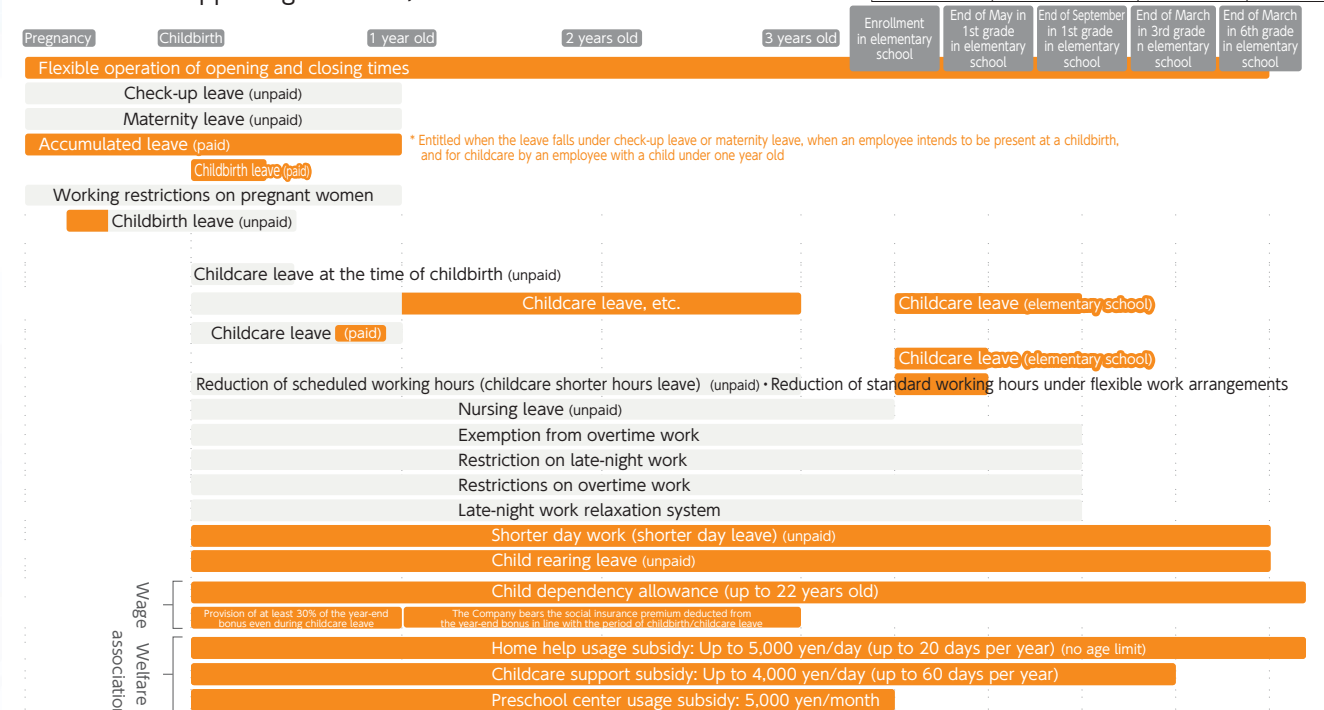 Pregnancy
Childbirth
1 year old
2 years old
3 years old
Enrollment
in elementary
school
End of May in
1st grade
in elementary
school
End of September
in 1st grade
in elementary
school
End of March
in 3rd grade
n elementary
school
End of March
in 6th grade
in elementary
school
Flexible operation of opening and closing times
Check-up leave (unpaid)
Maternity leave (unpaid)
Accumulated leave (paid)
* Entitled when the leave falls under check-up leave or maternity leave, when an employee intends to be present at a childbirth,
and for childcare by an employee with a child under one year old
Childbirth leave (paid)
Working restrictions on pregnant women
Childbirth leave (unpaid)
Childcare leave at the time of childbirth (unpaid)
Childcare leave, etc.
Childcare leave (elementary school)
Childcare leave (paid)
Childcare leave (elementary school)
Reduction of scheduled working hours (childcare shorter hours leave) (unpaid)・Reduction of standard working hours under flexible work arrangements
Nursing leave (unpaid)
Exemption from overtime work
Restriction on late-night work
Restrictions on overtime work
Late-night work relaxation system
Shorter day work (shorter day leave) (unpaid)
Child rearing leave (unpaid)
Wage
Child dependency allowance (up to 22 years old)
Provision of at least 30% of the year-end
bonus even during childcare leave
The Company bears the social insurance premium deducted from
the year-end bonus in line with the period of childbirth/childcare leave
Welfare
association
Home help usage subsidy: Up to 5,000 yen/day (up to 20 days per year) (no age limit)
Childcare support subsidy: Up to 4,000 yen/day (up to 60 days per year)
Preschool center usage subsidy: 5,000 yen/month